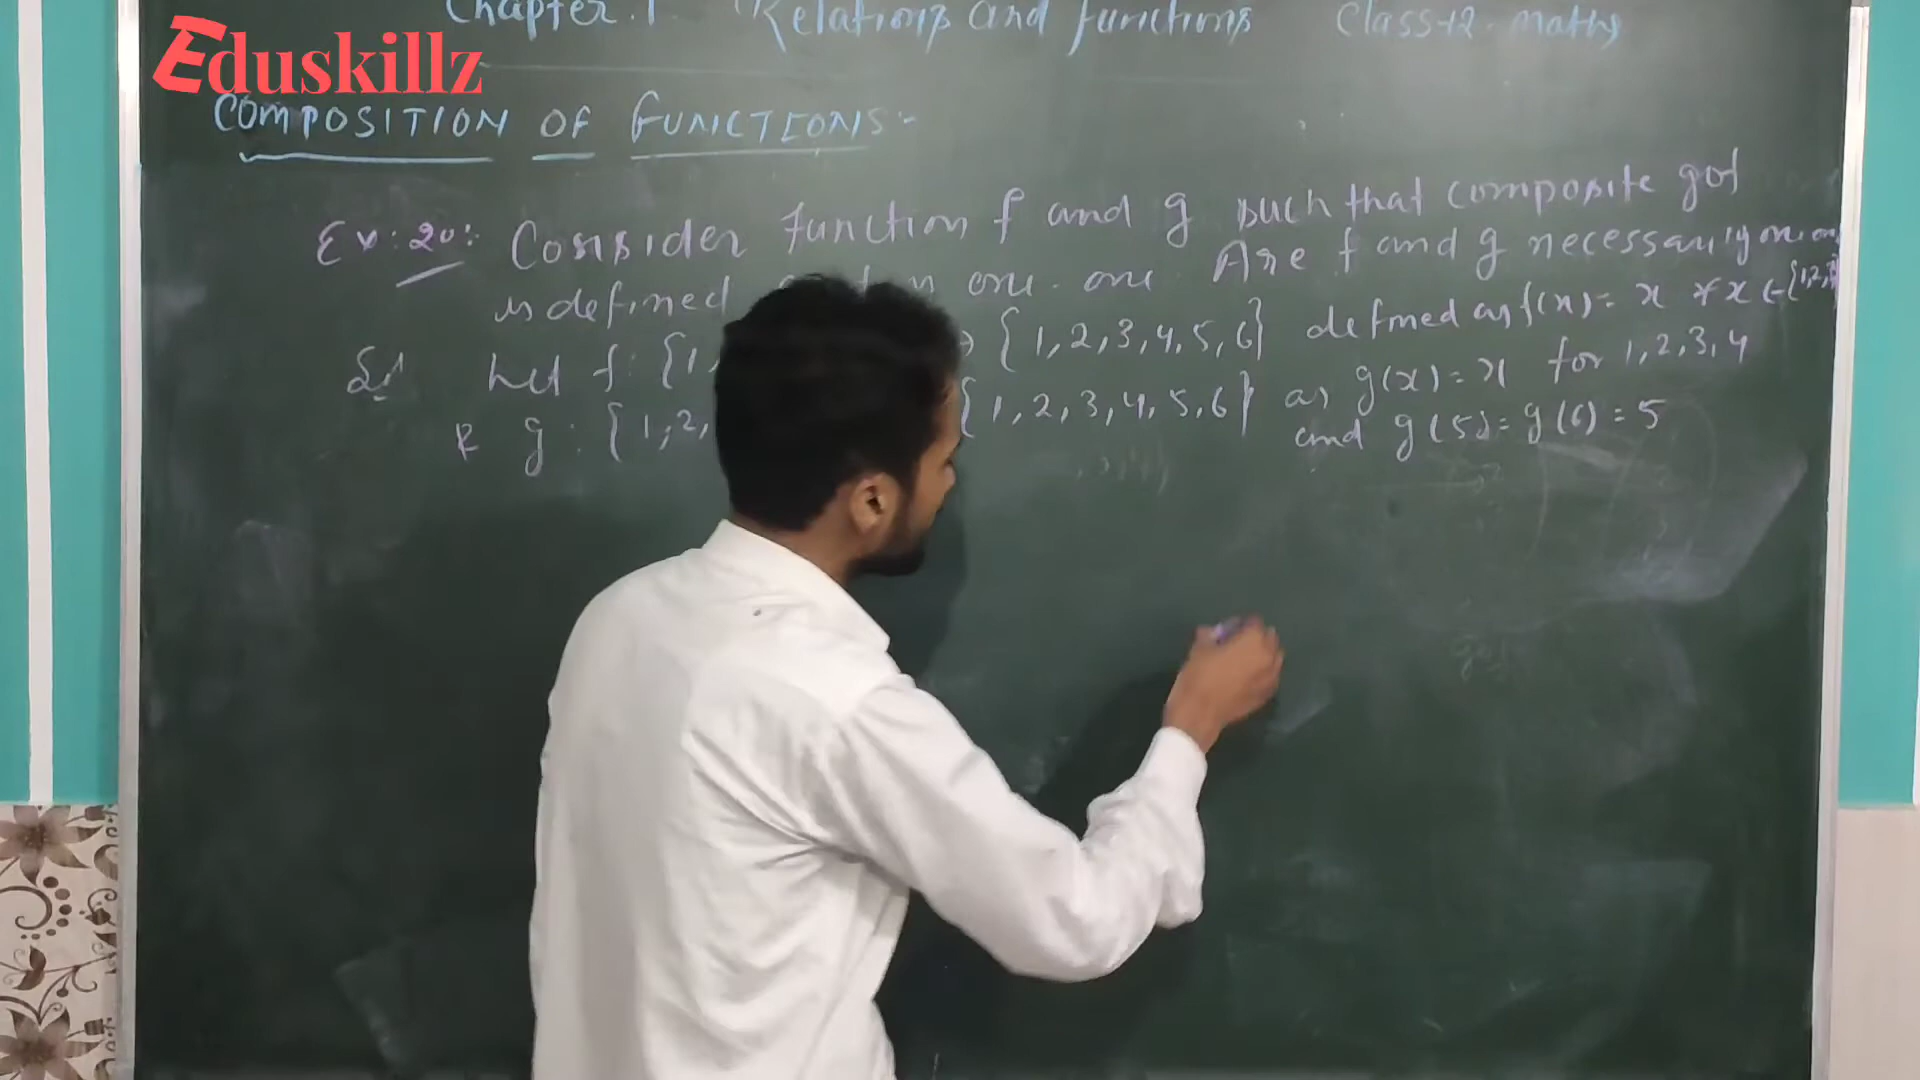 Chapter.1 Relations and functions Class-12 - maths
Eduskillz
COMPOSITION OF FUNCTIONS:-
Ex: 20:- Consider function f and g such that composite gof
is defined one-one. Are f and g necessarily one-
Sol Let f: {1, → {1,2,3,4,5,6} defined as f(x) = x ∀ x ∈ {1,2,3
& g: {1,2, {1,2,3,4,5,6} as g(x) = x for 1,2,3,4
and g(5) = g(6) = 5